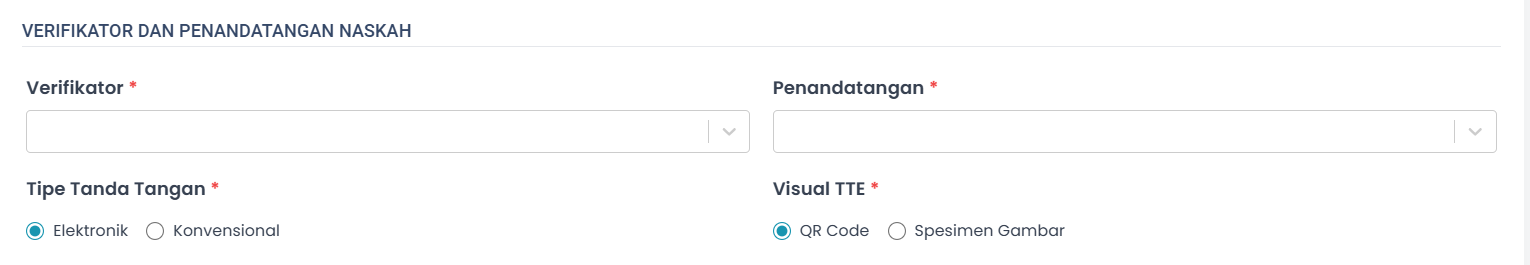 VERIFIKATOR DAN PENANDATANGAN NASKAH
Verifikator *
Penandatangan *
Tipe Tanda Tangan *
Visual TTE *
Elektronik Konvensional
QR Code Spesimen Gambar